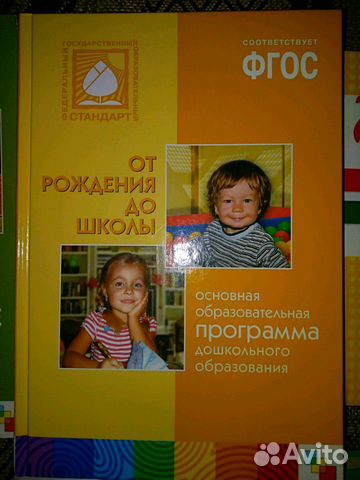 ФЕДЕРАЛЬНЫЙ ГОСУДАРСТВЕННЫЙ ОБРАЗОВАТЕЛЬНЫЙ
СТАНДАРТ
СООТВЕТСТВУЕТ
ФГОС
ОТ
РОЖДЕНИЯ
ДО
ШКОЛЫ
ОСНОВНАЯ
ОБРАЗОВАТЕЛЬНАЯ
ПРОГРАММА
ДОШКОЛЬНОГО
ОБРАЗОВАНИЯ
Avito